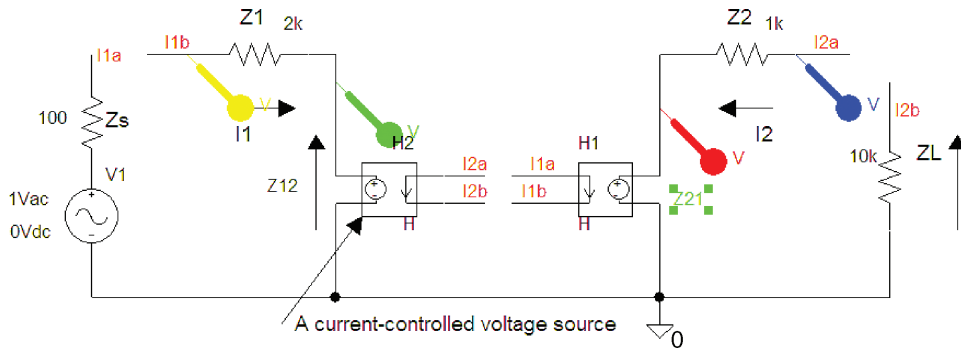 Z1 2k
Z2 1k
I1a
I1b
I2a
V
V
100
Zs
I1
V
I2
I2b
H2
H1
V
10k
ZL
V1
1Vac
0Vdc
Z12
I2a
I2b
I1a
I1b
Z21
H
H
A current-controlled voltage source
0